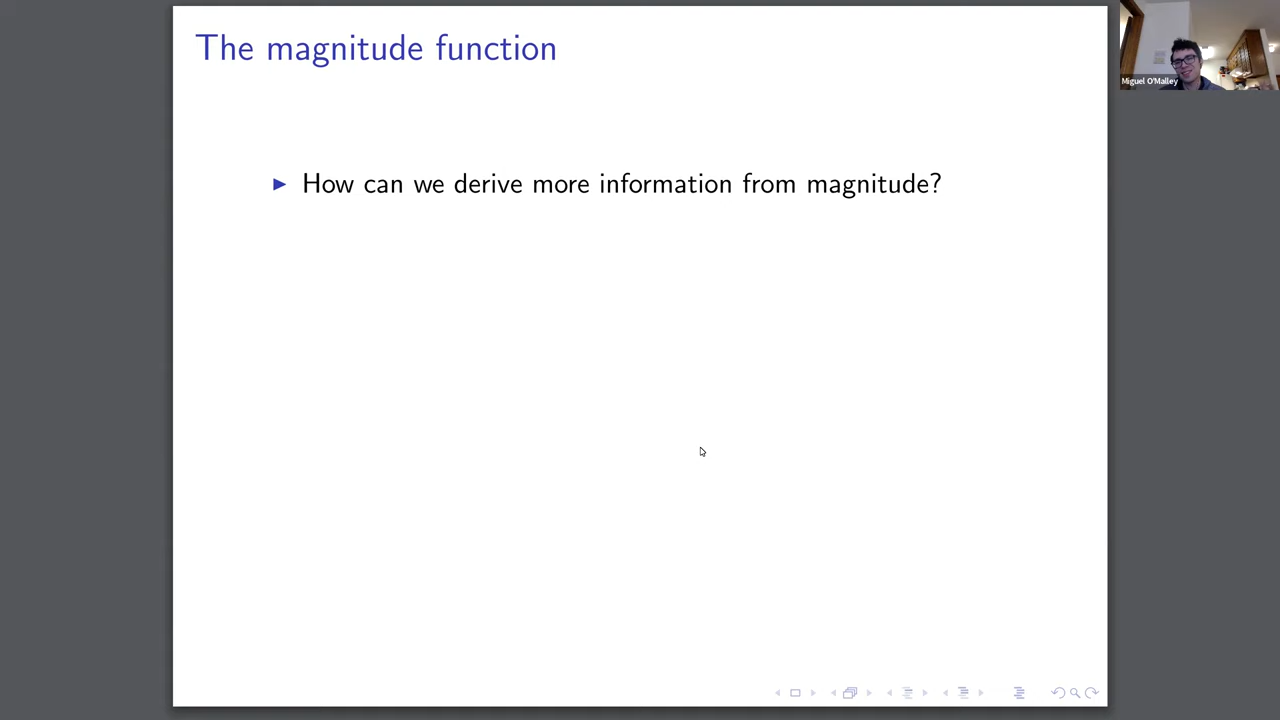 The magnitude function
Miguel O'Malley
How can we derive more information from magnitude?